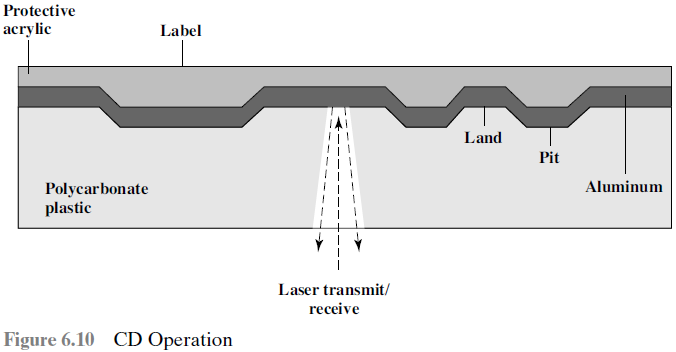 Protective
acrylic
Label
Land
Pit
Polycarbonate
plastic
Aluminum
Laser transmit/
receive
Figure 6.10 CD Operation